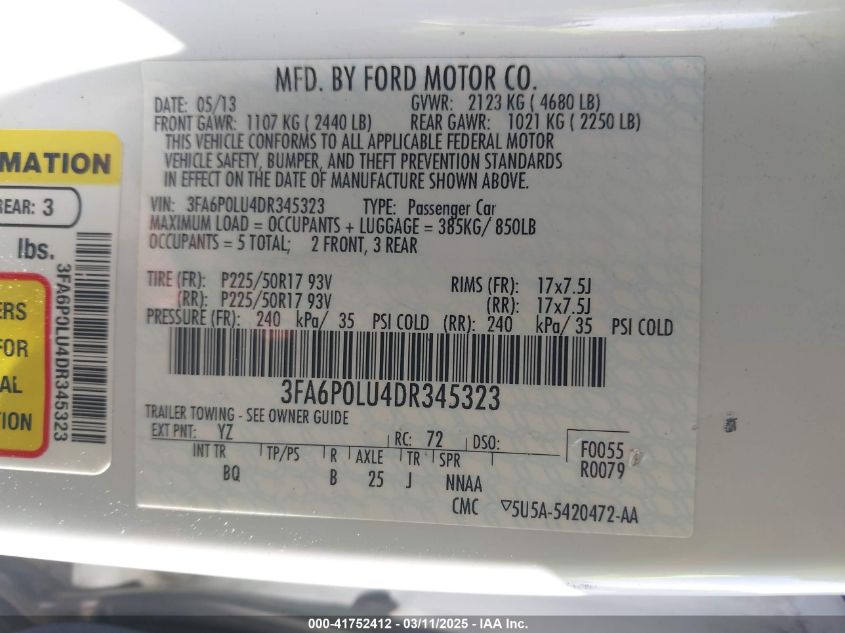 MFD. BY FORD MOTOR CO.
DATE: 05/13 GVWR: 2123 KG ( 4680 LB)
FRONT GAWR: 1107 KG ( 2440 LB) REAR GAWR: 1021 KG ( 2250 LB)
THIS VEHICLE CONFORMS TO ALL APPLICABLE FEDERAL MOTOR
VEHICLE SAFETY, BUMPER, AND THEFT PREVENTION STANDARDS
IN EFFECT ON THE DATE OF MANUFACTURE SHOWN ABOVE.
VIN: 3FA6P0LU4DR345323 TYPE: Passenger Car
MAXIMUM LOAD = OCCUPANTS + LUGGAGE = 385KG/ 850LB
OCCUPANTS = 5 TOTAL; 2 FRONT, 3 REAR
TIRE (FR): P225/50R17 93V RIMS (FR): 17x7.5J
(RR): P225/50R17 93V (RR): 17x7.5J
PRESSURE (FR): 240 kPa/ 35 PSI COLD (RR): 240 kPa/ 35 PSI COLD
3FA6P0LU4DR345323
TRAILER TOWING - SEE OWNER GUIDE
EXT PNT: YZ RC: 72 DSO: F0055
INT TR TP/PS R AXLE TR SPR R0079
BQ B 25 J NNAA
CMC ▽5U5A-5420472-AA
MATION
REAR: 3
lbs.
3FA6P0LU4DR345323
ERS
FOR
AL
TION
000-41752412 - 03/11/2025 - IAA Inc.